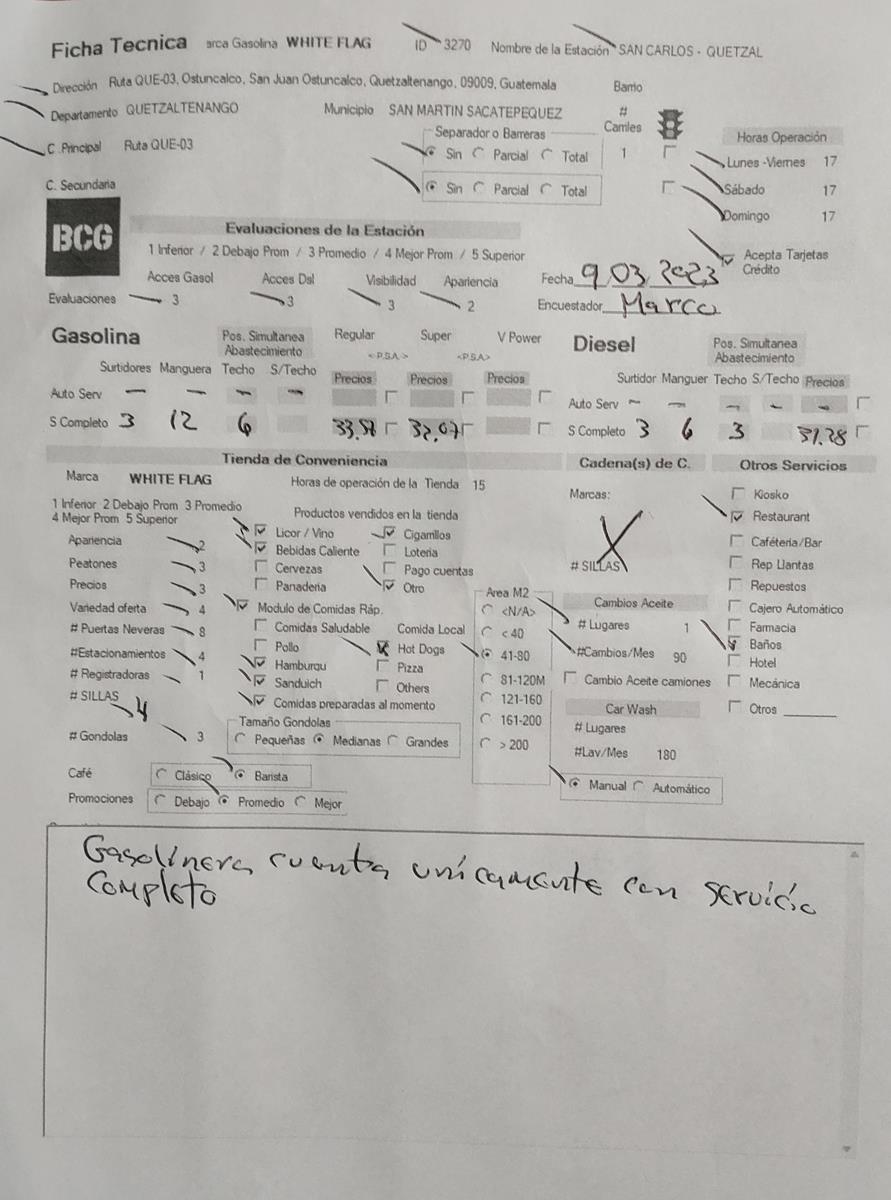 Ficha Tecnica arca Gasolina WHITE FLAG ID 3270 Nombre de la Estación SAN CARLOS - QUETZAL
Dirección Ruta QUE-03, Ostuncalco, San Juan Ostuncalco, Quetzaltenango, 09009, Guatemala Barrio
Departamento QUETZALTENANGO Municipio SAN MARTIN SACATEPEQUEZ # Carriles
C .Principal Ruta QUE-03 Separador o Barreras Horas Operación
Sin Parcial Total 1 Lunes -Viernes 17
C. Secundaria Sin Parcial Total Sábado 17
Domingo 17
BCG Evaluaciones de la Estación
1 Inferior / 2 Debajo Prom / 3 Promedio / 4 Mejor Prom / 5 Superior Acepta Tarjetas Crédito
Acces Gasol Acces Dsl Visibilidad Apariencia Fecha 9.03.2023
Evaluaciones 3 3 3 2 Encuestador Marco
Gasolina Pos. Simultanea Abastecimiento Regular Super V Power Diesel Pos. Simultanea Abastecimiento
<-P.S.A.-> <P.S.A>
Surtidores Manguera Techo S/Techo Precios Precios Precios Surtidor Manguer Techo S/Techo Precios
Auto Serv - - - - Auto Serv - - - - -
S Completo 3 12 6 S Completo 3 6 3
Tienda de Conveniencia Cadena(s) de C. Otros Servicios
Marca WHITE FLAG Horas de operación de la Tienda 15 Marcas: Kiosko
1 Inferior 2 Debajo Prom 3 Promedio
4 Mejor Prom 5 Superior Productos vendidos en la tienda Restaurant
Apariencia 2 Licor / Vino Cigarrillos Caféteria/Bar
Bebidas Caliente Loteria
Peatones 3 Cervezas Pago cuentas # SILLAS Rep Llantas
Precios 3 Panaderia Otro Area M2 Repuestos
Variedad oferta 4 Modulo de Comidas Ráp. <N/A> Cambios Aceite Cajero Automático
# Puertas Neveras 8 Comidas Saludable Comida Local < 40 # Lugares 1 Farmacia
#Estacionamientos 4 Pollo Hot Dogs 41-80 #Cambios/Mes 90 Baños
# Registradoras 1 Hamburgu Pizza Hotel
# SILLAS 4 Sanduich Others 81-120M Cambio Aceite camiones Mecánica
Comidas preparadas al momento 121-160 Car Wash Otros
# Gondolas 3 Tamaño Gondolas 161-200 # Lugares
Pequeñas Medianas Grandes > 200 #Lav/Mes 180
Café Clásico Barista Manual Automático
Promociones Debajo Promedio Mejor
Gasolinera cuenta unicamente con servicio
completo